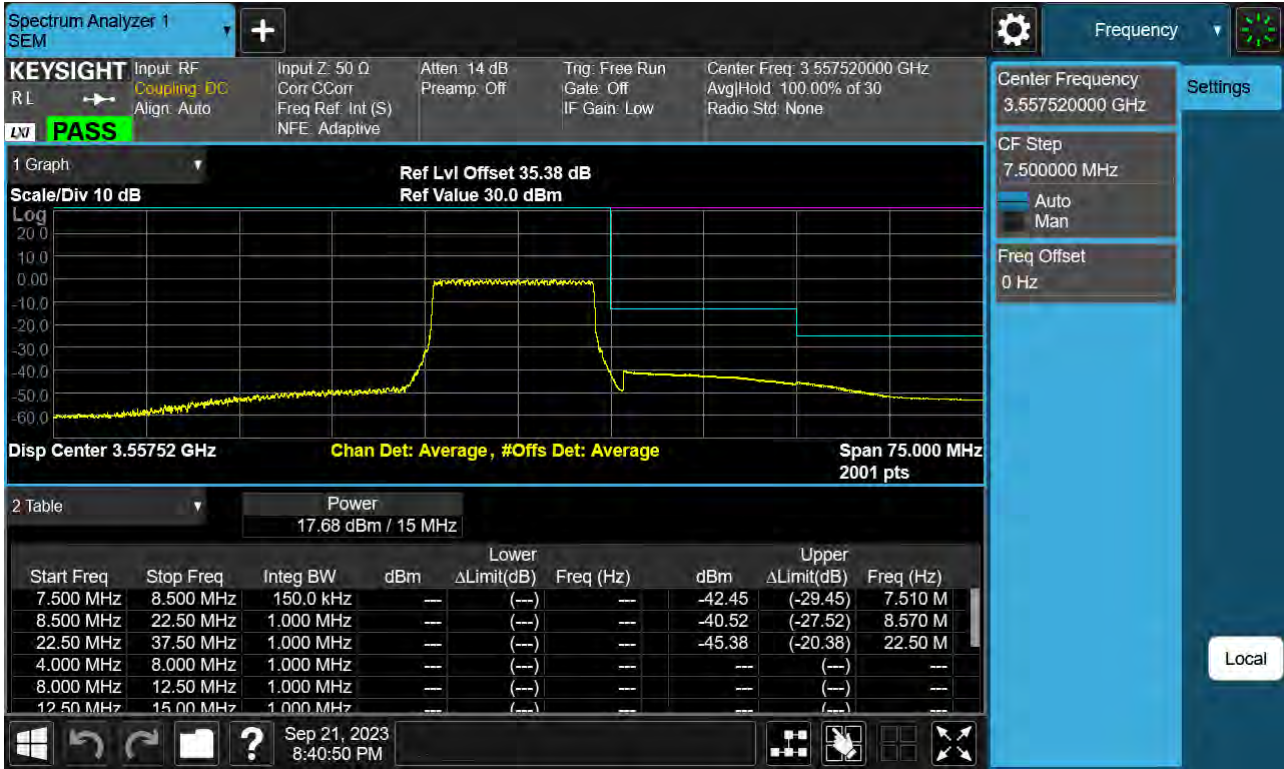 Spectrum Analyzer 1
SEM
+
Frequency
KEYSIGHT
RL
LXI
PASS
Input: RF
Coupling: DC
Align: Auto
Input Z: 50 Ω
Corr CCorr
Freq Ref: Int (S)
NFE: Adaptive
Atten: 14 dB
Preamp: Off
Trig: Free Run
Gate: Off
IF Gain: Low
Center Freq: 3.557520000 GHz
Avg|Hold: 100.00% of 30
Radio Std: None
Center Frequency
3.557520000 GHz
Settings
CF Step
7.500000 MHz
Auto
Man
Freq Offset
0 Hz
Local
1 Graph
Ref Lvl Offset 35.38 dB
Scale/Div 10 dB
Ref Value 30.0 dBm
Log
20.0
10.0
0.00
-10.0
-20.0
-30.0
-40.0
-50.0
-60.0
Disp Center 3.55752 GHz
Chan Det: Average , #Offs Det: Average
Span 75.000 MHz
2001 pts
2 Table
Power
17.68 dBm / 15 MHz
Lower Upper
Start Freq Stop Freq Integ BW dBm ΔLimit(dB) Freq (Hz) dBm ΔLimit(dB) Freq (Hz)
7.500 MHz 8.500 MHz 150.0 kHz --- (---) --- -42.45 (-29.45) 7.510 M
8.500 MHz 22.50 MHz 1.000 MHz --- (---) --- -40.52 (-27.52) 8.570 M
22.50 MHz 37.50 MHz 1.000 MHz --- (---) --- -45.38 (-20.38) 22.50 M
4.000 MHz 8.000 MHz 1.000 MHz --- (---) --- --- (---) ---
8.000 MHz 12.50 MHz 1.000 MHz --- (---) --- --- (---) ---
12.50 MHz 15.00 MHz 1.000 MHz --- (---) --- --- (---) ---
?
Sep 21, 2023
8:40:50 PM